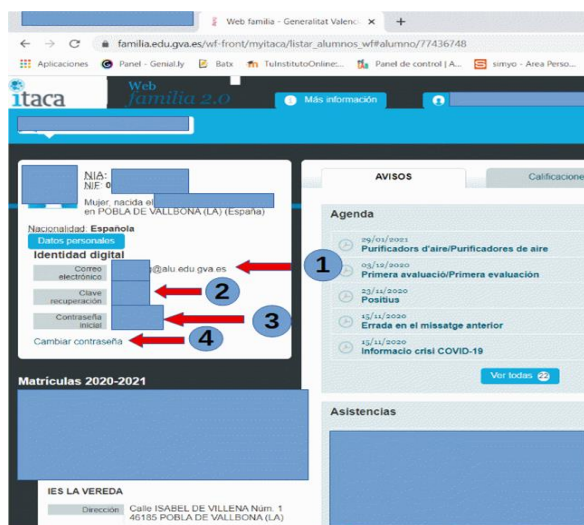 Web familia - Generalitat Valenc
familia.edu.gva.es/wf-front/myitaca/listar_alumnos_wf#alumno/77436748
Aplicaciones Panel - Genial.ly Batx TuInstitutoOnline:... Panel de control | A... simyo - Area Perso...
itaca
Web
familia 2.0
Más información
NIA:
NIF: 0
Mujer, nacida el
en POBLA DE VALLBONA (LA) (España)
Nacionalidad: Española
Datos personales
Identidad digital
Correo electrónico
g@alu.edu.gva.es
1
Clave recuperación
2
Contraseña inicial
3
Cambiar contraseña
4
Matrículas 2020-2021
IES LA VEREDA
Dirección
Calle ISABEL DE VILLENA Núm. 1
46185 POBLA DE VALLBONA (LA)
AVISOS
Calificacione
Agenda
29/01/2021
Purificadors d'aire/Purificadores de aire
03/12/2020
Primera avaluació/Primera evaluación
23/11/2020
Positius
15/11/2020
Errada en el missatge anterior
15/11/2020
Informacio crisi COVID-19
Ver todas 22
Asistencias